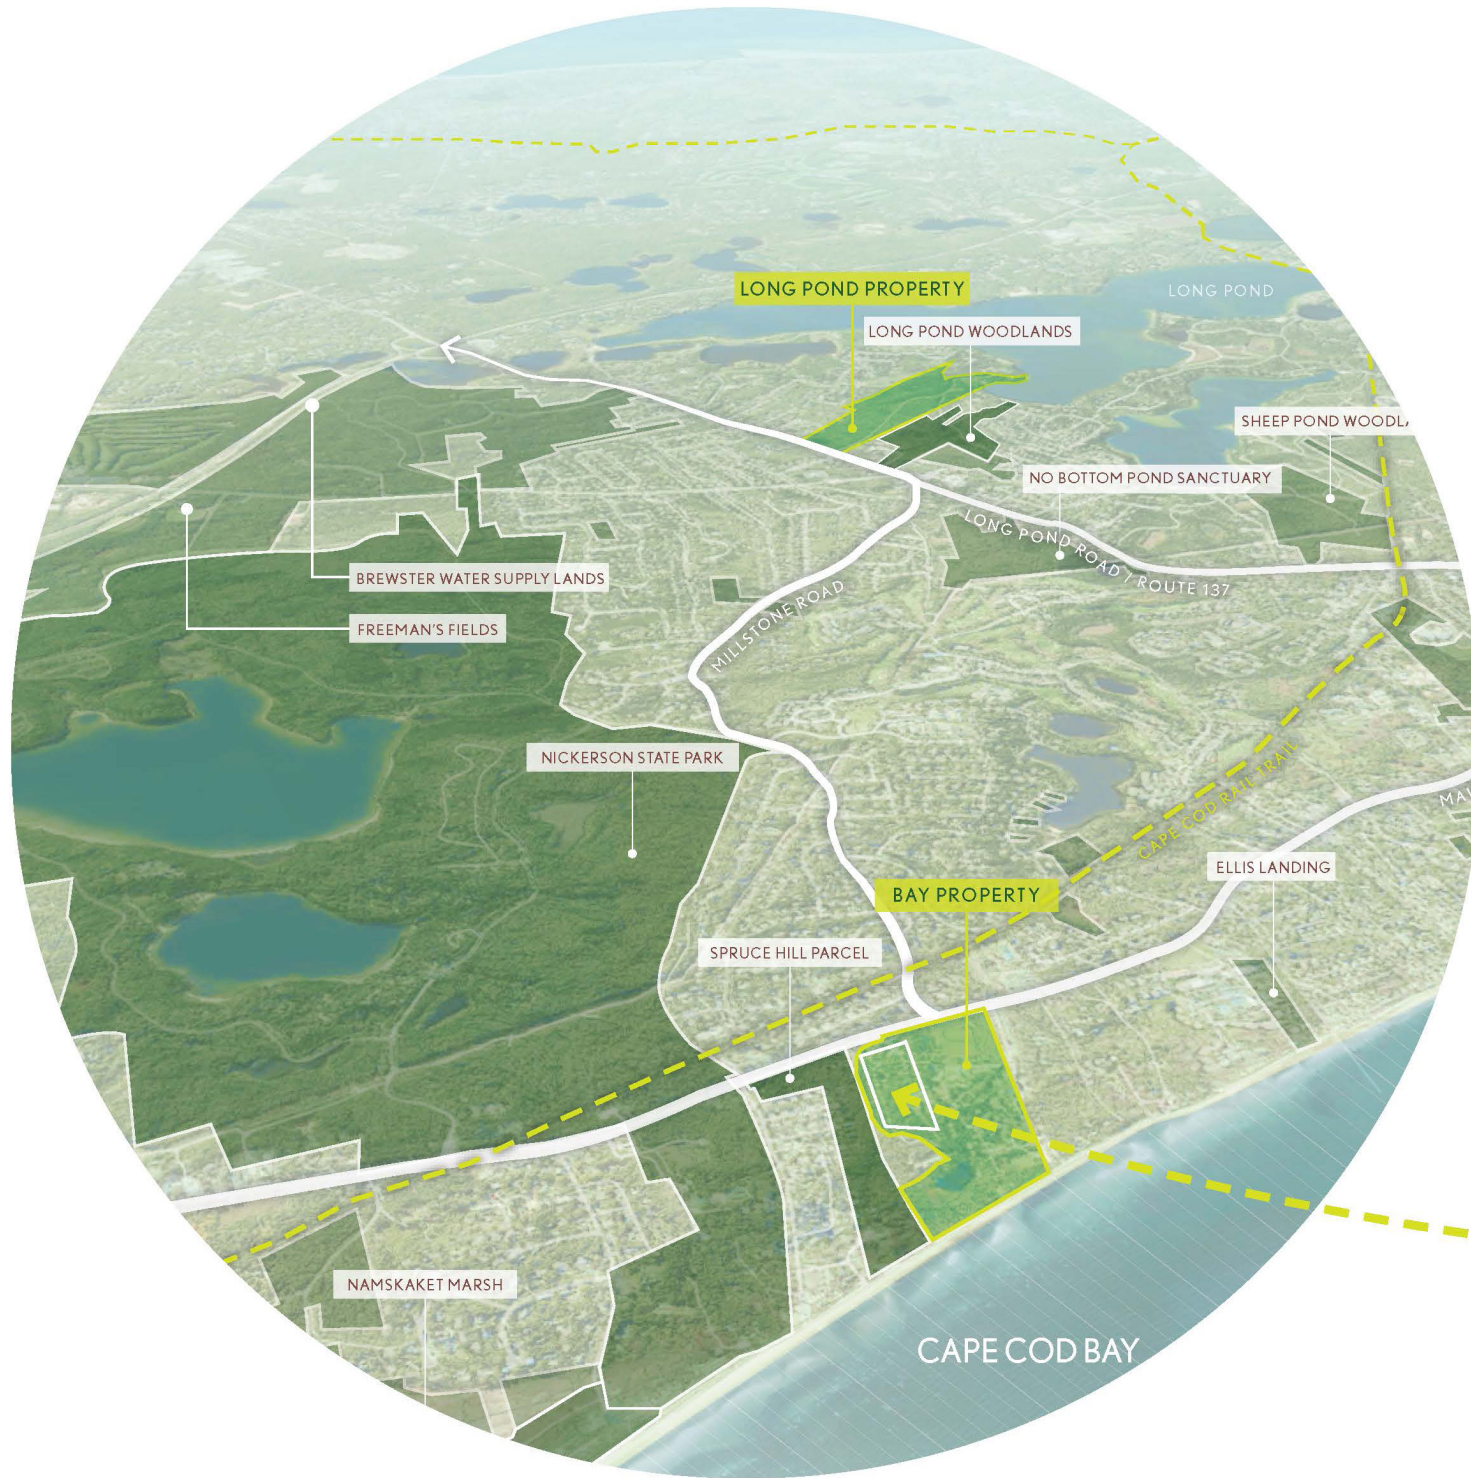 LONG POND PROPERTY
LONG POND
LONG POND WOODLANDS
SHEEP POND WOODLA
NO BOTTOM POND SANCTUARY
LONG POND ROAD / ROUTE 137
BREWSTER WATER SUPPLY LANDS
MILLSTONE ROAD
FREEMAN'S FIELDS
NICKERSON STATE PARK
CAPE COD RAIL TRAIL
MAI
ELLIS LANDING
BAY PROPERTY
SPRUCE HILL PARCEL
NAMSKAKET MARSH
CAPE COD BAY